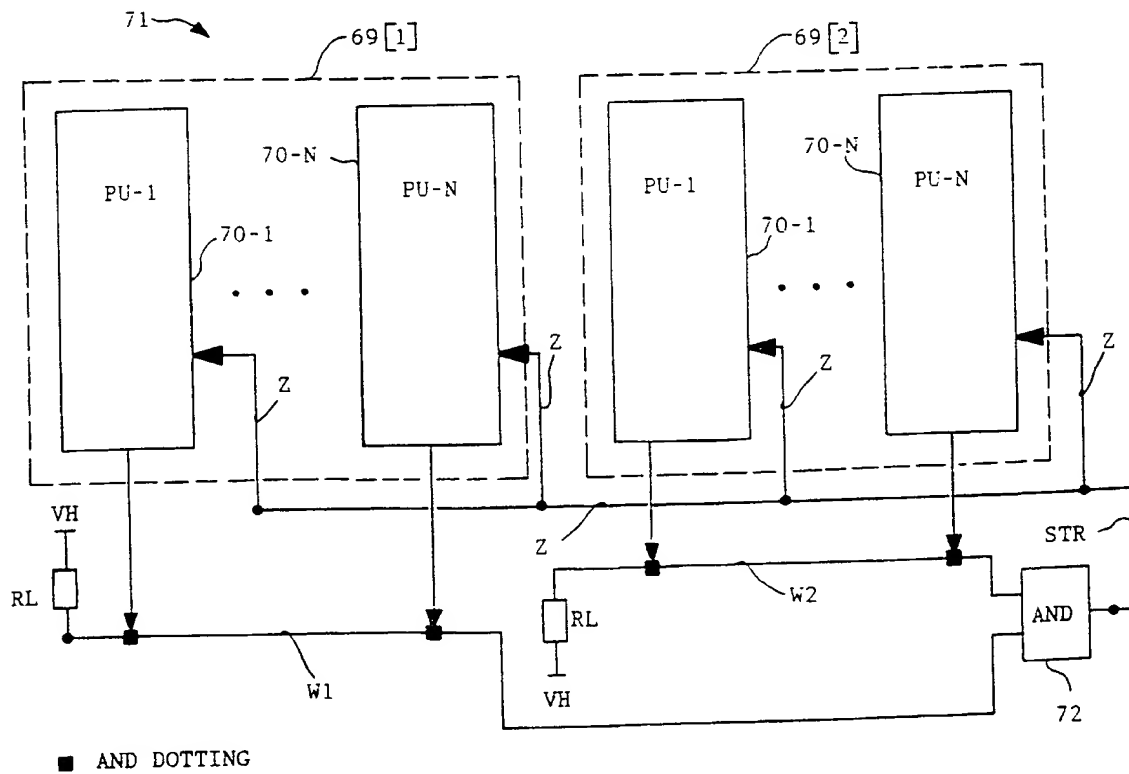 71
69[1]
69[2]
PU-1
70-N
PU-N
PU-1
70-N
PU-N
70-1
70-1
Z
Z
Z
Z
VH
Z
STR
RL
W2
RL
AND
W1
VH
72
AND DOTTING